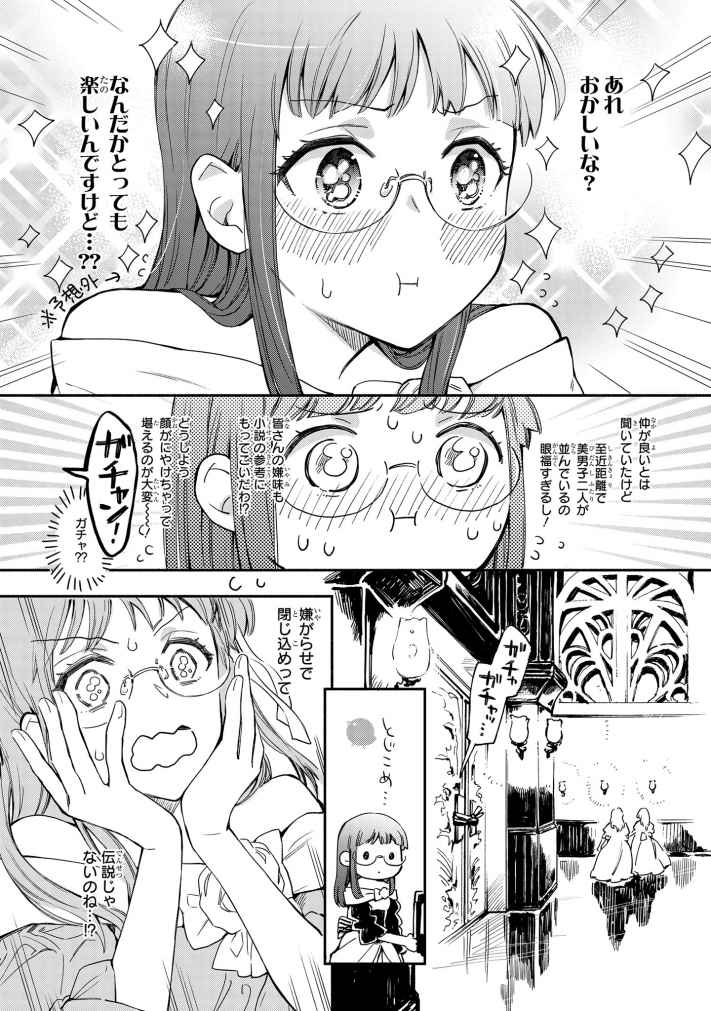 あれ
おかしいな？
なんだかとっても
楽しいんですけど…??
※予想外→
仲が良いとは
聞いていたけど
至近距離で
美男子二人が
並んでいるの
眼福すぎるし！
皆さんの嫌味も
小説の参考に
もってこいだわ!?
どうしよう
顔がにやけちゃって
堪えるのが大変〜〜〜！
ガチャン！
ガチャ??
ガチャ
ガチャッ…
とじこめ…
嫌がらせで
閉じ込めって
伝説じゃ
ないのね…!?